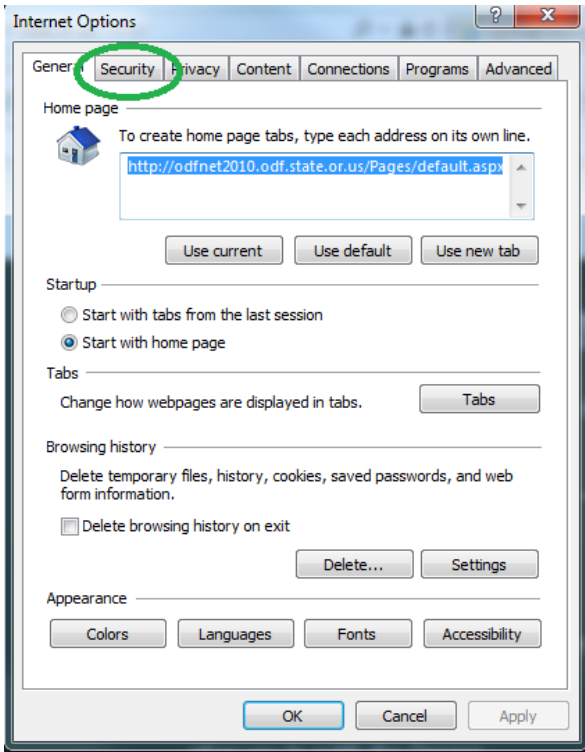 Internet Options
General Security Privacy Content Connections Programs Advanced
Home page
To create home page tabs, type each address on its own line.
http://odfnet2010.odf.state.or.us/Pages/default.aspx
Use current Use default Use new tab
Startup
Start with tabs from the last session
Start with home page
Tabs
Change how webpages are displayed in tabs. Tabs
Browsing history
Delete temporary files, history, cookies, saved passwords, and web
form information.
Delete browsing history on exit
Delete... Settings
Appearance
Colors Languages Fonts Accessibility
OK Cancel Apply